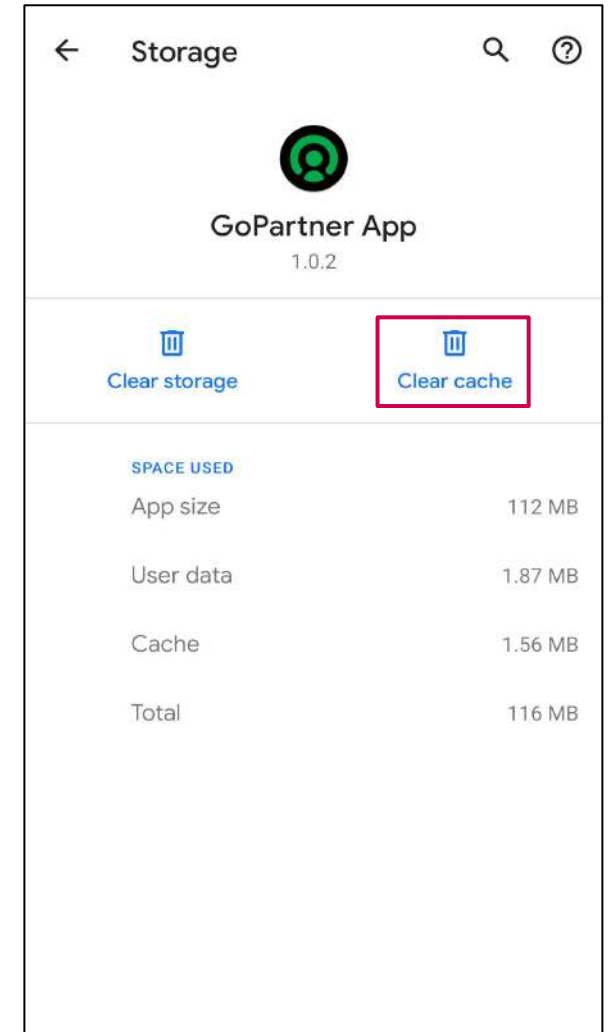 Storage
GoPartner App
1.0.2
Clear storage Clear cache
SPACE USED
App size 112 MB
User data 1.87 MB
Cache 1.56 MB
Total 116 MB